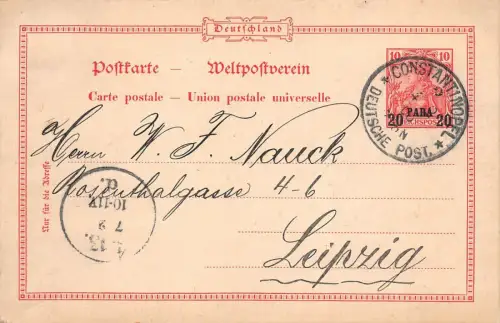 Deutschland
Postkarte — Weltpostverein
Carte postale — Union postale universelle
10 10
20 PARA 20
* CONSTANTINOPEL *
DEUTSCHE POST.
Herrn W. F. Nauck
Rosenthalgasse 4-6
Leipzig
Nur für die Adresse